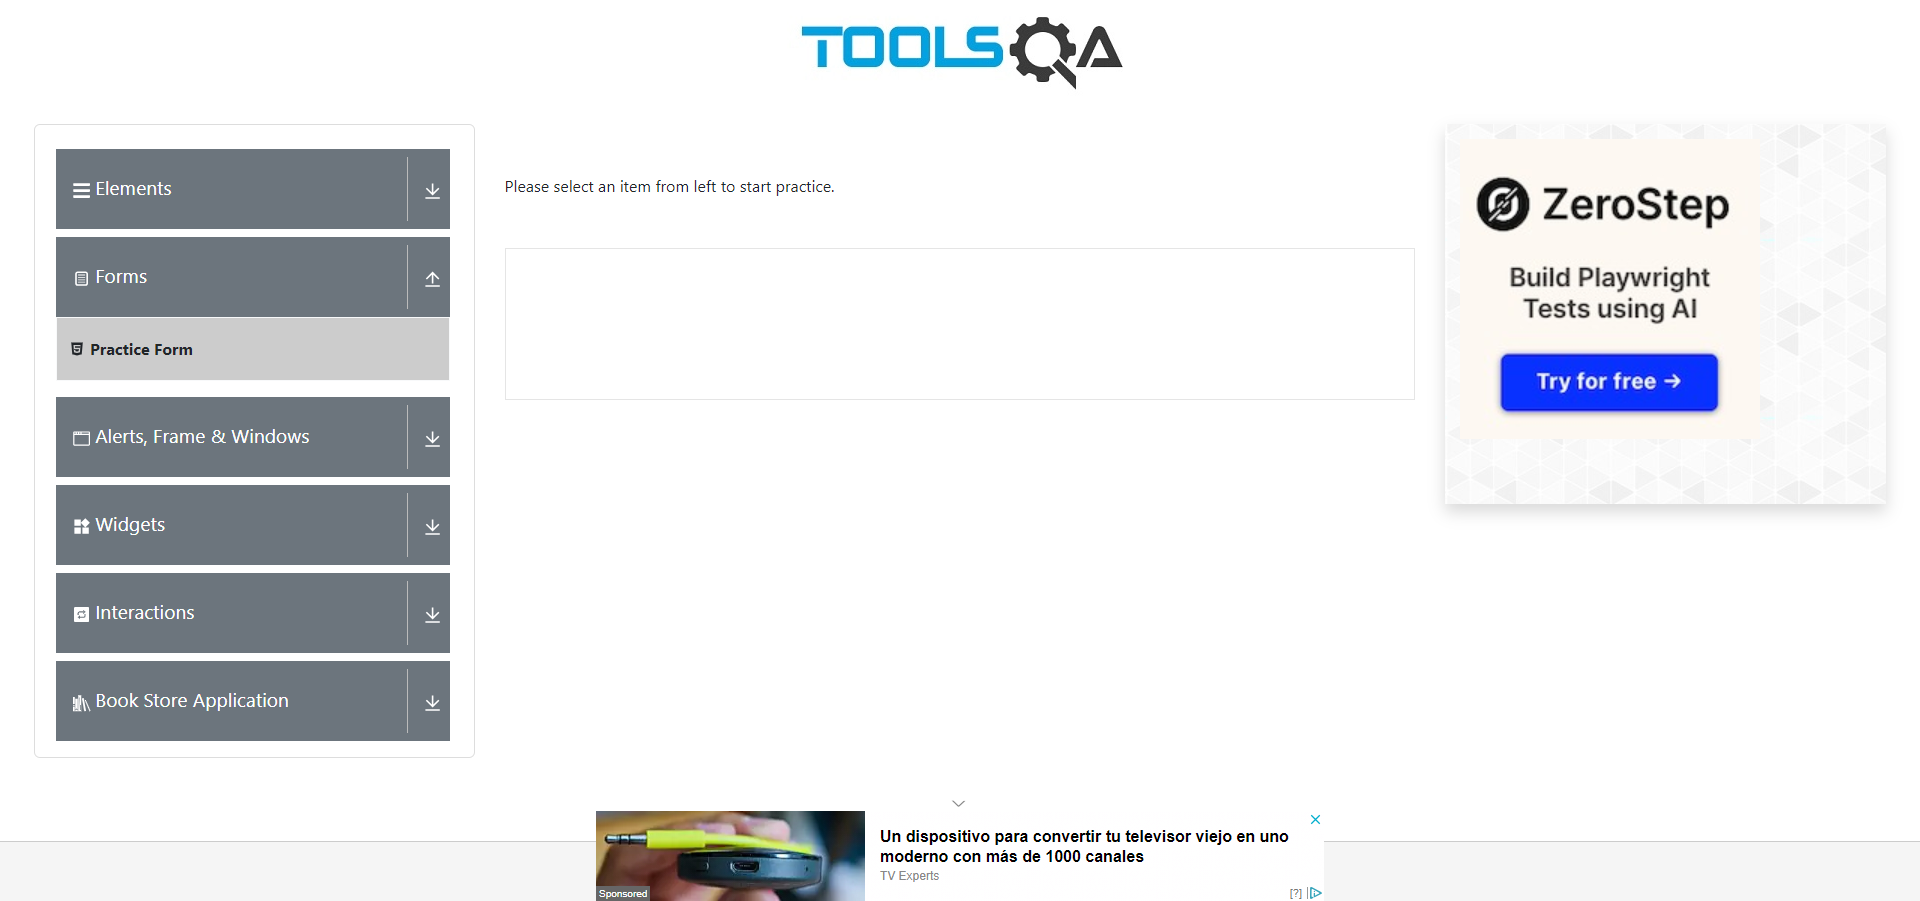 TOOLSQA
Elements
Forms
Practice Form
Alerts, Frame & Windows
Widgets
Interactions
Book Store Application
Please select an item from left to start practice.
ZeroStep
Build Playwright
Tests using AI
Try for free →
Un dispositivo para convertir tu televisor viejo en uno
moderno con más de 1000 canales
TV Experts
Sponsored
[?]